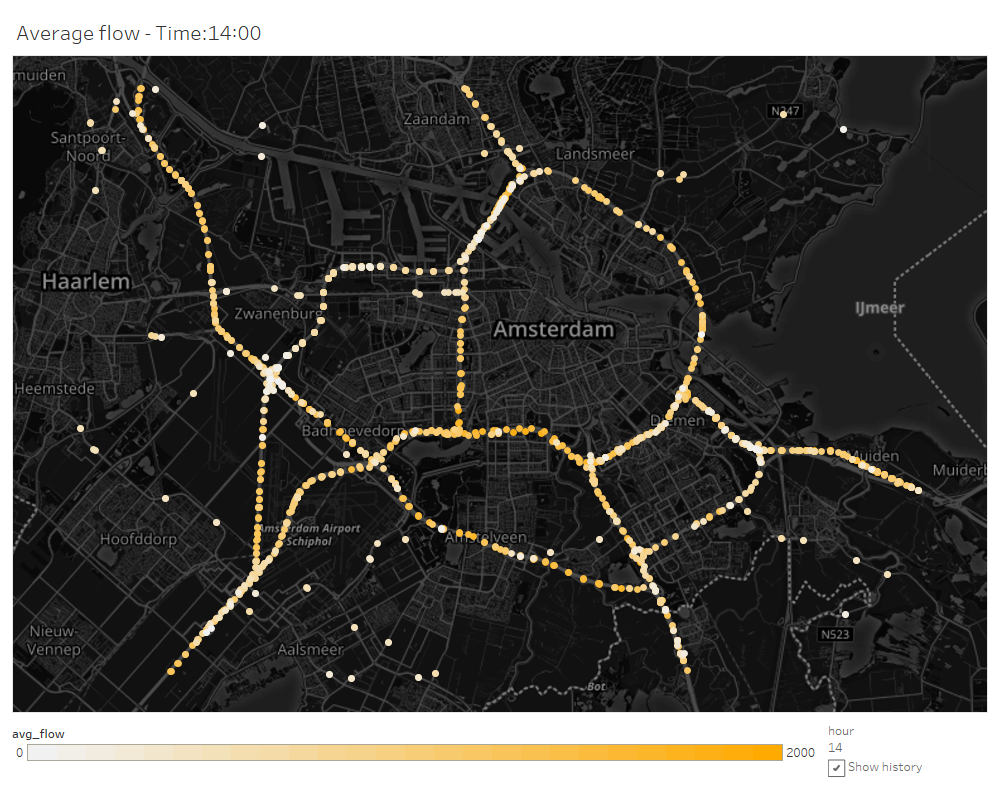 Average flow - Time:14:00
muiden
Zaandam
N247
Santpoort-
Noord
Landsmeer
Haarlem
IJmeer
Zwanenburg
Amsterdam
Heemstede
Diemen
Badhoevedorp
Muiden
Muiderb
Amsterdam Airport
Schiphol
Hoofddorp
Amstelveen
Nieuw-
Vennep
N523
Aalsmeer
Bot
avg_flow
0
2000
hour
14
Show history